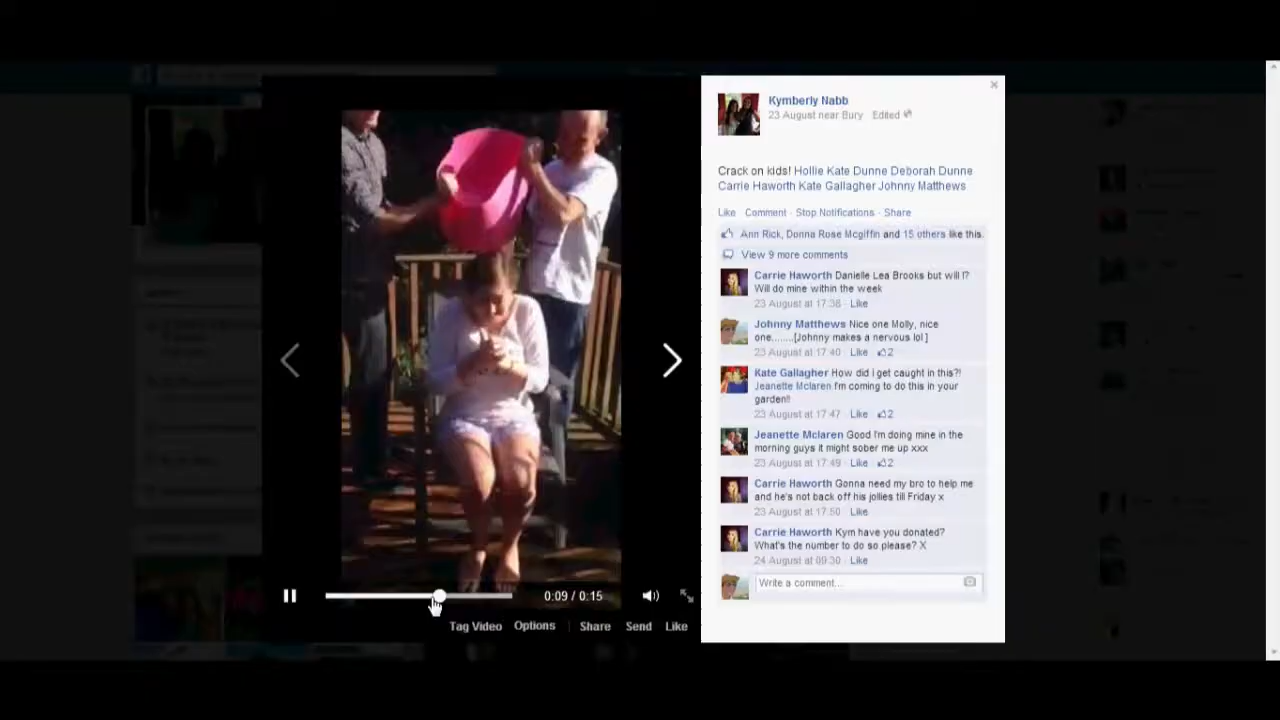 Kymberly Nabb
23 August near Bury Edited
Crack on kids! Hollie Kate Dunne Deborah Dunne
Carrie Haworth Kate Gallagher Johnny Matthews
Like Comment · Stop Notifications · Share
Ann Rick, Donna Rose Mcgiffin and 15 others like this.
View 9 more comments
Carrie Haworth Danielle Lea Brooks but will I?
Will do mine within the week
23 August at 17:38 · Like
Johnny Matthews Nice one Molly, nice
one........[Johnny makes a nervous lol ]
23 August at 17:40 · Like · 2
Kate Gallagher How did i get caught in this?!
Jeanette Mclaren I'm coming to do this in your
garden!!
23 August at 17:47 · Like · 2
Jeanette Mclaren Good I'm doing mine in the
morning guys it might sober me up xxx
23 August at 17:49 · Like · 2
Carrie Haworth Gonna need my bro to help me
and he's not back off his jollies till Friday x
23 August at 17:50 · Like
Carrie Haworth Kym have you donated?
What's the number to do so please? X
24 August at 09:30 · Like
Write a comment...
0:09 / 0:15
Tag Video Options Share Send Like